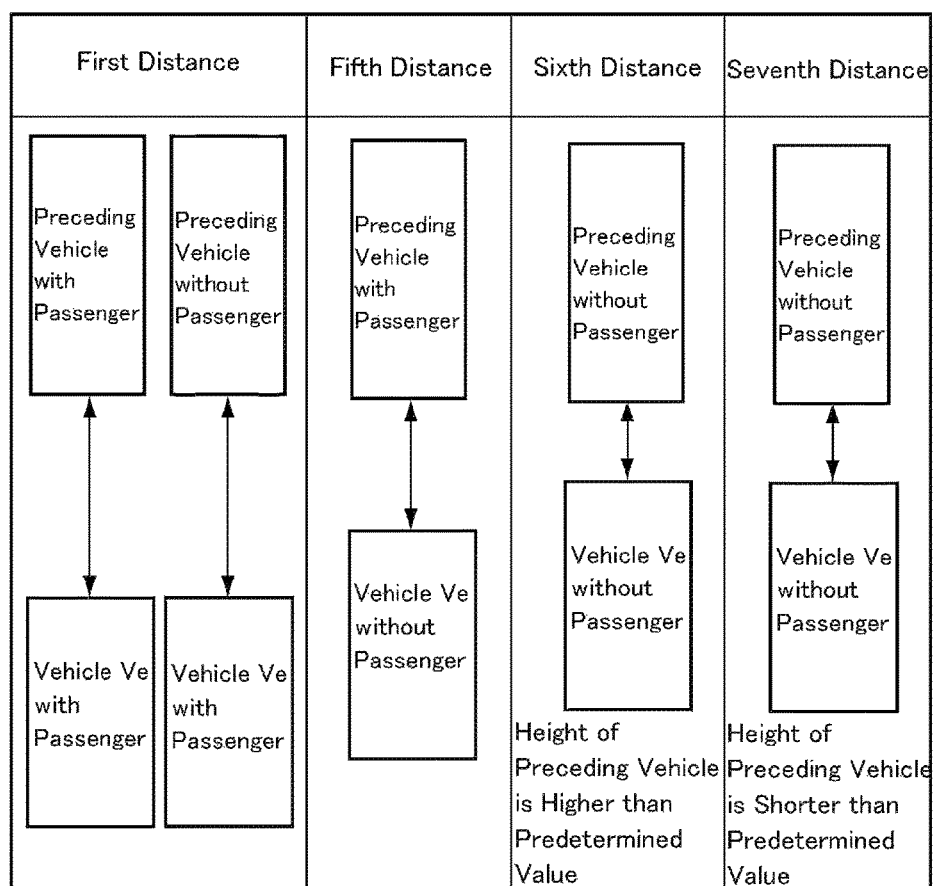 First Distance
Fifth Distance
Sixth Distance
Seventh Distance
Preceding
Vehicle
with
Passenger
Preceding
Vehicle
without
Passenger
Preceding
Vehicle
with
Passenger
Preceding
Vehicle
without
Passenger
Preceding
Vehicle
without
Passenger
Vehicle Ve
with
Passenger
Vehicle Ve
with
Passenger
Vehicle Ve
without
Passenger
Vehicle Ve
without
Passenger
Vehicle Ve
without
Passenger
Height of
Preceding Vehicle
is Higher than
Predetermined
Value
Height of
Preceding Vehicle
is Shorter than
Predetermined
Value